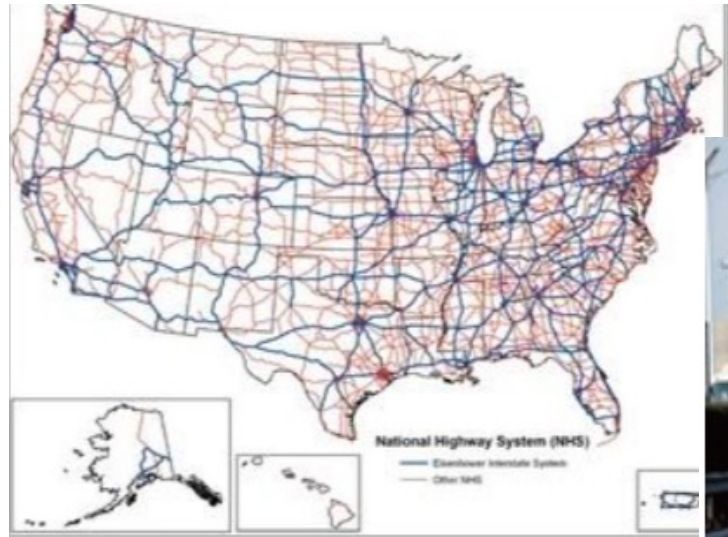 National Highway System (NHS)
Eisenhower Interstate System
Other NHS